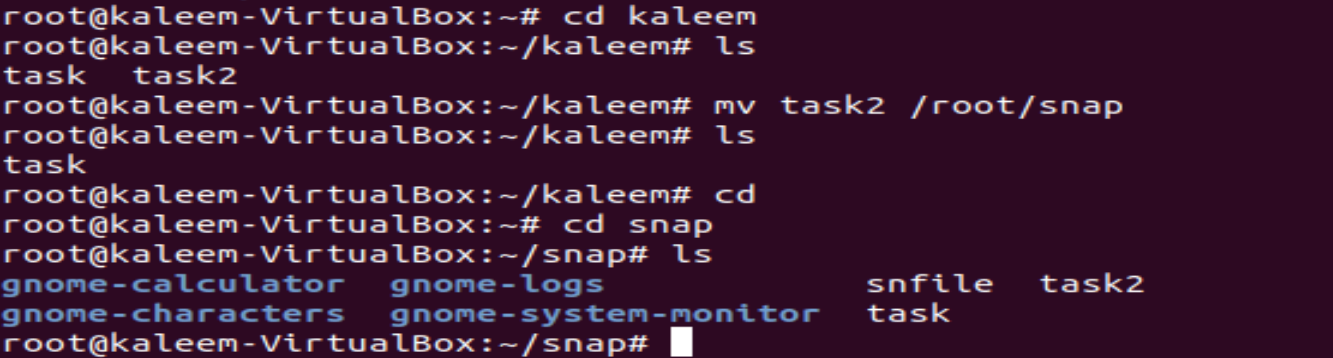 root@kaleem-VirtualBox:~# cd kaleem
root@kaleem-VirtualBox:~/kaleem# ls
task  task2
root@kaleem-VirtualBox:~/kaleem# mv task2 /root/snap
root@kaleem-VirtualBox:~/kaleem# ls
task
root@kaleem-VirtualBox:~/kaleem# cd
root@kaleem-VirtualBox:~# cd snap
root@kaleem-VirtualBox:~/snap# ls
gnome-calculator  gnome-logs            snfile  task2
gnome-characters  gnome-system-monitor  task
root@kaleem-VirtualBox:~/snap#